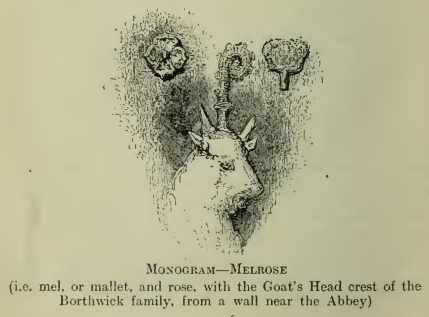 MONOGRAM—MELROSE
(i.e. mel, or mallet, and rose, with the Goat's Head crest of the
Borthwick family, from a wall near the Abbey)